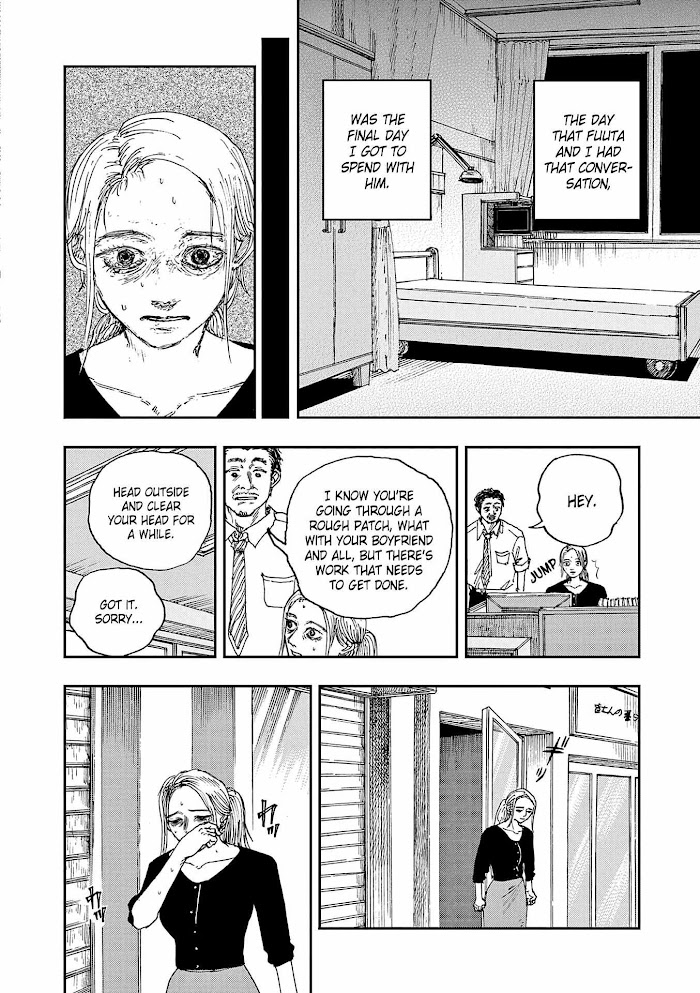 THE DAY
THAT FUUTA
AND I HAD
THAT CONVER-
SATION,
WAS THE
FINAL DAY
I GOT TO
SPEND WITH
HIM.
HEY.
JUMP
I KNOW YOU'RE
GOING THROUGH A
ROUGH PATCH, WHAT
WITH YOUR BOYFRIEND
AND ALL, BUT THERE'S
WORK THAT NEEDS
TO GET DONE.
HEAD OUTSIDE
AND CLEAR
YOUR HEAD FOR
A WHILE.
GOT IT.
SORRY...